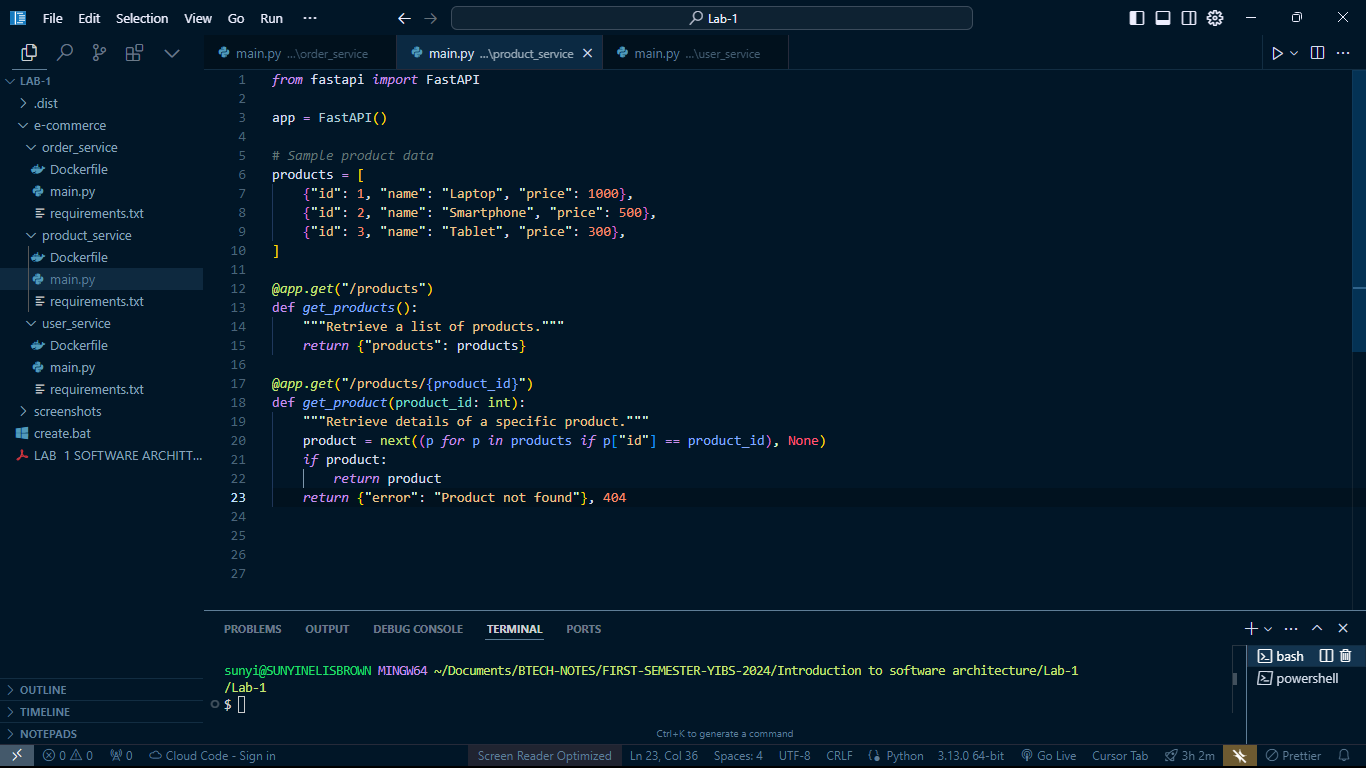 File Edit Selection View Go Run ··· Lab-1
main.py ...\order_service main.py ...\product_service main.py ...\user_service
LAB-1
.dist
e-commerce
order_service
Dockerfile
main.py
requirements.txt
product_service
Dockerfile
main.py
requirements.txt
user_service
Dockerfile
main.py
requirements.txt
screenshots
create.bat
LAB 1 SOFTWARE ARCHITT...
OUTLINE
TIMELINE
NOTEPADS
1 from fastapi import FastAPI
2
3 app = FastAPI()
4
5 # Sample product data
6 products = [
7 {"id": 1, "name": "Laptop", "price": 1000},
8 {"id": 2, "name": "Smartphone", "price": 500},
9 {"id": 3, "name": "Tablet", "price": 300},
10 ]
11
12 @app.get("/products")
13 def get_products():
14 """Retrieve a list of products."""
15 return {"products": products}
16
17 @app.get("/products/{product_id}")
18 def get_product(product_id: int):
19 """Retrieve details of a specific product."""
20 product = next((p for p in products if p["id"] == product_id), None)
21 if product:
22 return product
23 return {"error": "Product not found"}, 404
24
25
26
27
PROBLEMS OUTPUT DEBUG CONSOLE TERMINAL PORTS
sunyi@SUNYINELISBROWN MINGW64 ~/Documents/BTECH-NOTES/FIRST-SEMESTER-YIBS-2024/Introduction to software architecture/Lab-1
/Lab-1
$
bash
powershell
Ctrl+K to generate a command
0 0 0 Cloud Code - Sign in Screen Reader Optimized Ln 23, Col 36 Spaces: 4 UTF-8 CRLF Python 3.13.0 64-bit Go Live Cursor Tab 3h 2m Prettier